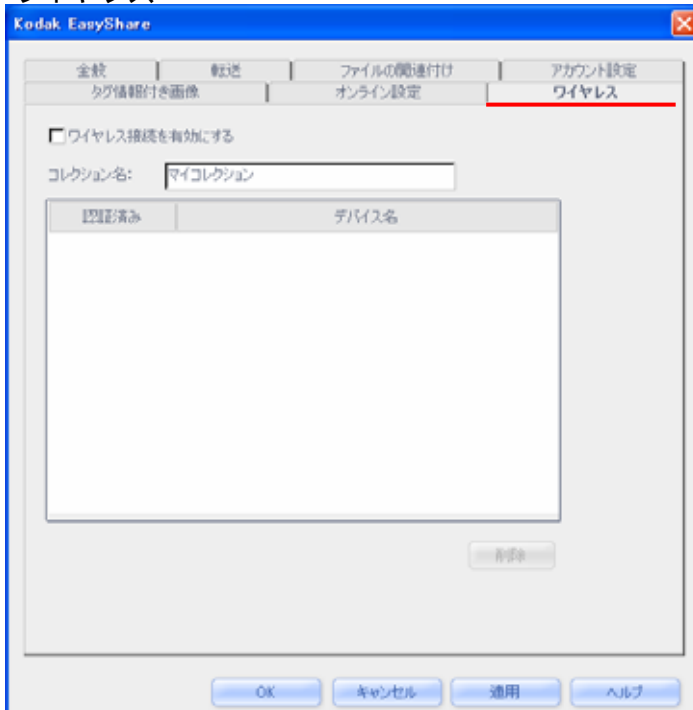 Kodak EasyShare
全般 転送 ファイルの関連付け アカウント設定
タグ情報付き画像 オンライン設定 ワイヤレス
ワイヤレス接続を有効にする
コレクション名: マイコレクション
認証済み デバイス名
削除
OK キャンセル 適用 ヘルプ